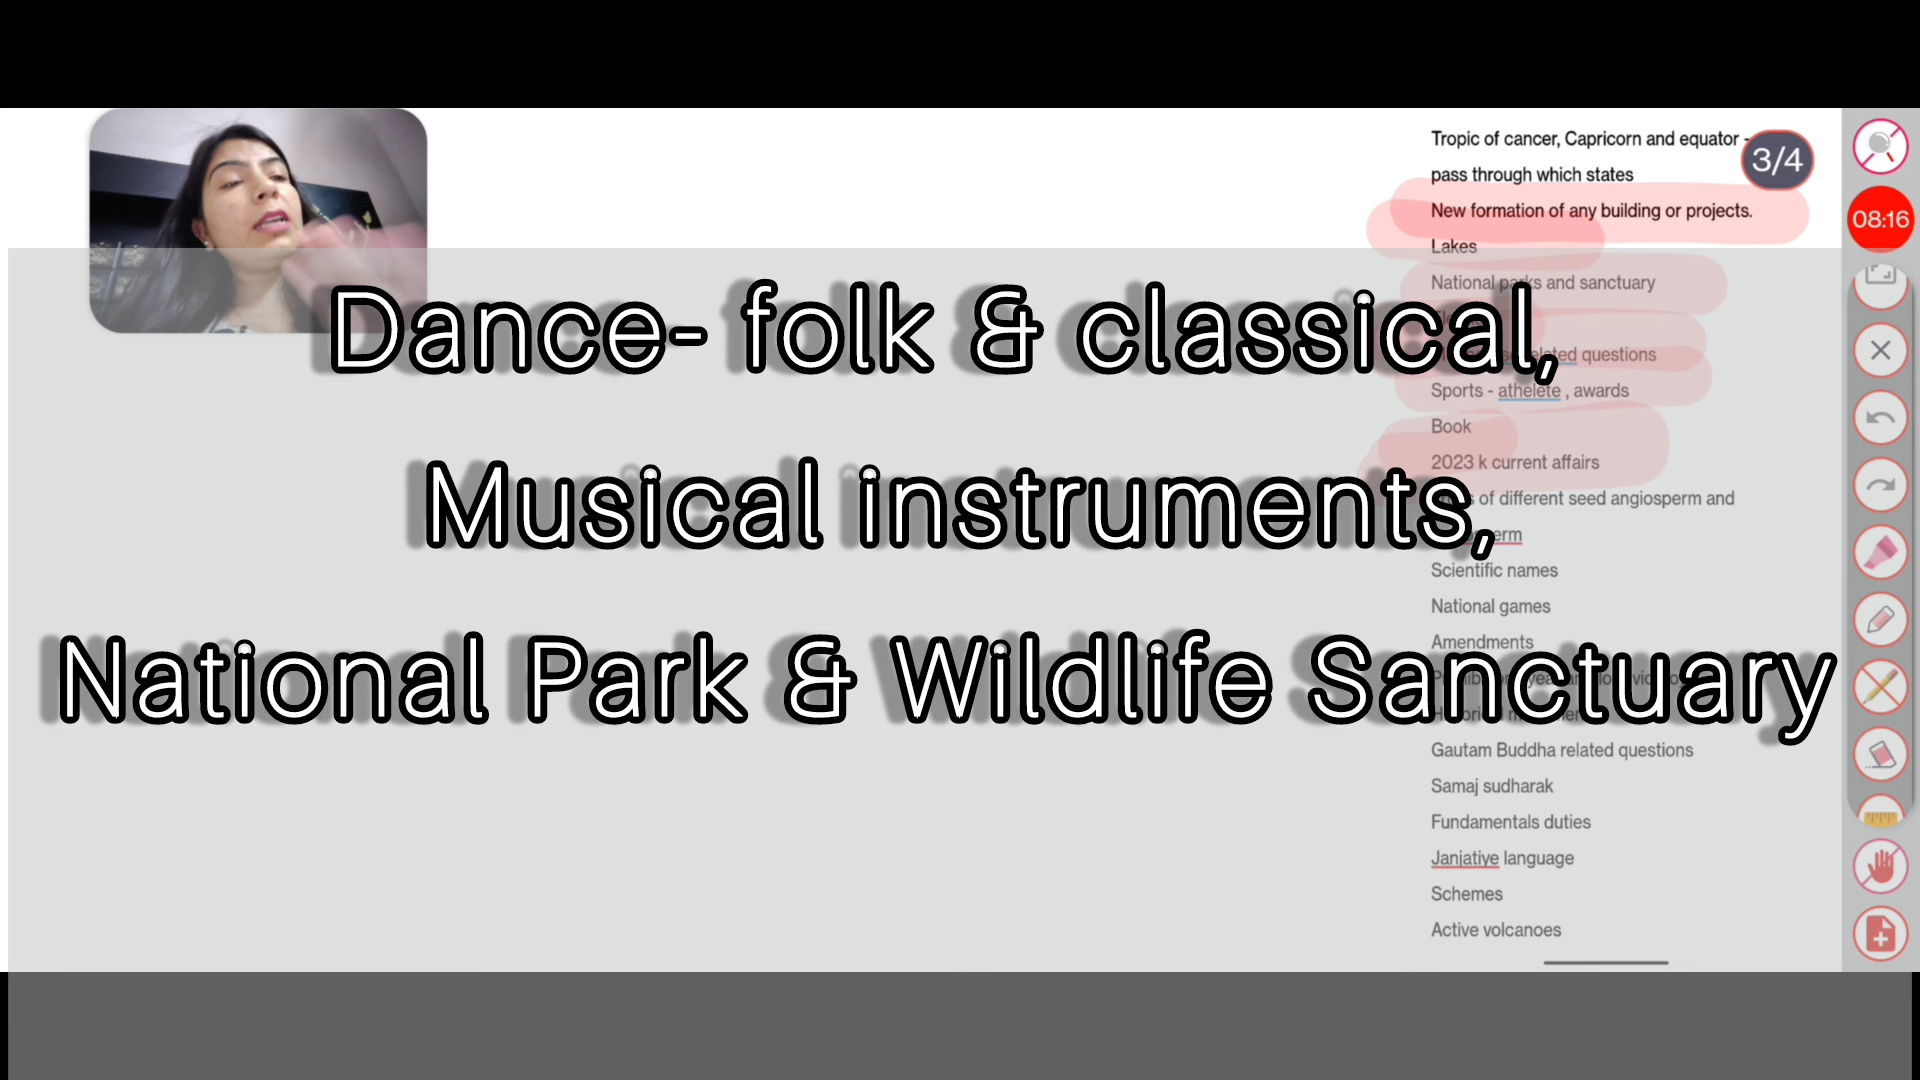 Tropic of cancer, Capricorn and equator -
3/4
pass through which states
New formation of any building or projects.
08:16
Lakes
National parks and sanctuary
Dance- folk & classical,
related questions
Sports - athelete , awards
Book
2023 k current affairs
Musical instruments,
of different seed angiosperm and
Scientific names
National games
Amendments
National Park & Wildlife Sanctuary
Gautam Buddha related questions
Samaj sudharak
Fundamentals duties
Janjatiye language
Schemes
Active volcanoes